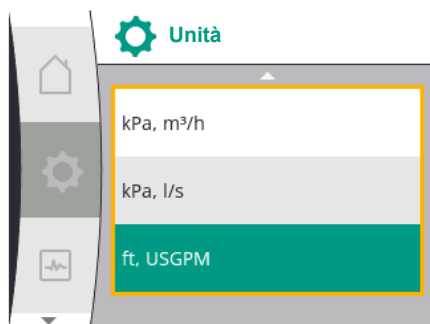 Unità
kPa, m³/h
kPa, l/s
ft, USGPM